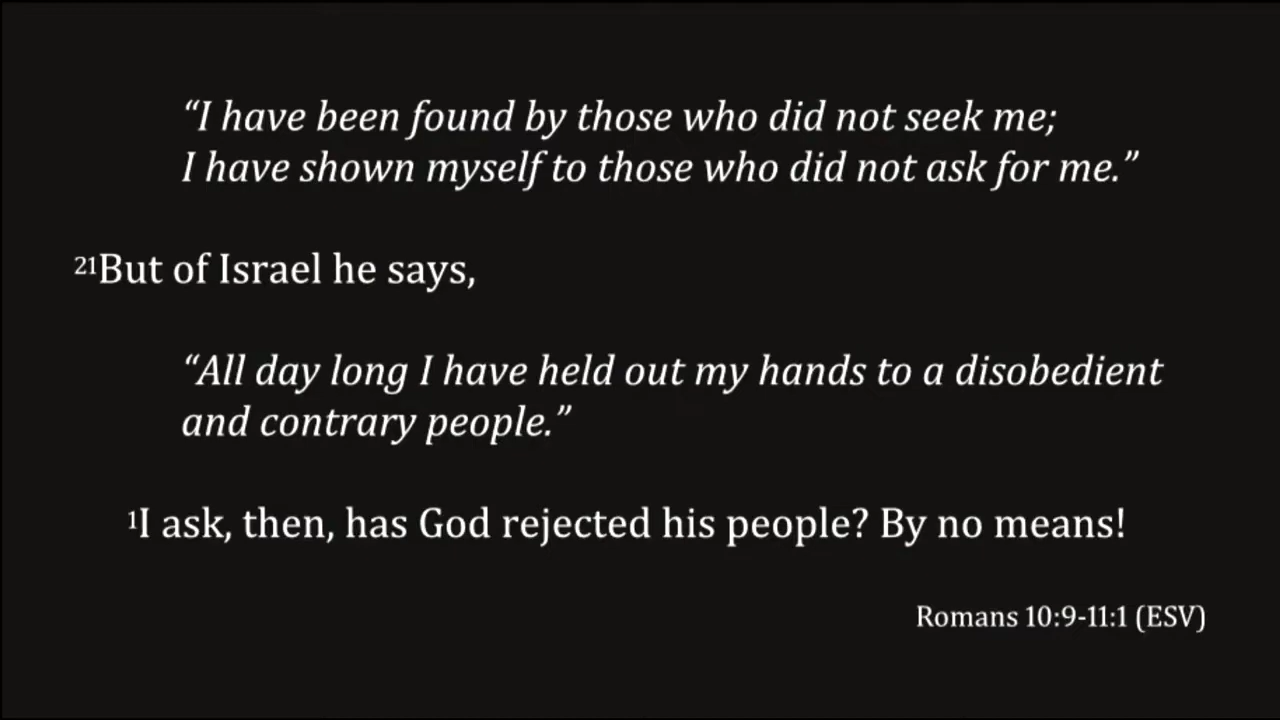 “I have been found by those who did not seek me;
I have shown myself to those who did not ask for me.”
²¹But of Israel he says,
“All day long I have held out my hands to a disobedient
and contrary people.”
¹I ask, then, has God rejected his people? By no means!
Romans 10:9-11:1 (ESV)